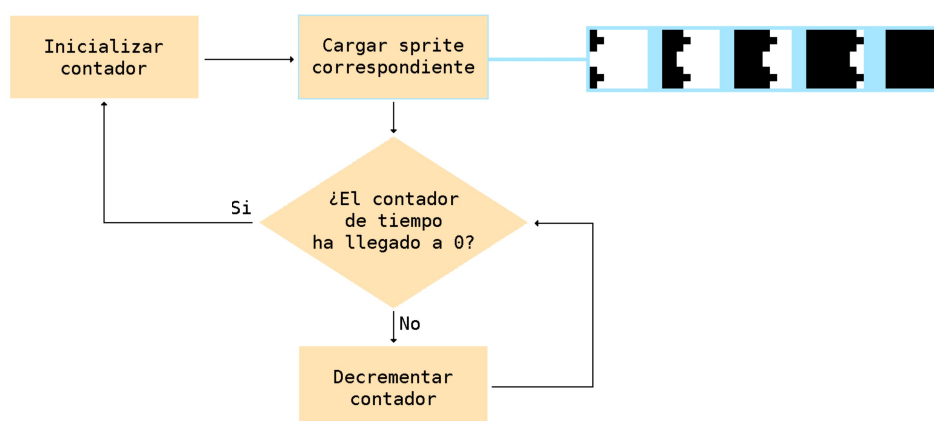 Inicializar
contador
Cargar sprite
correspondiente
¿El contador
de tiempo
ha llegado a 0?
Si
No
Decrementar
contador